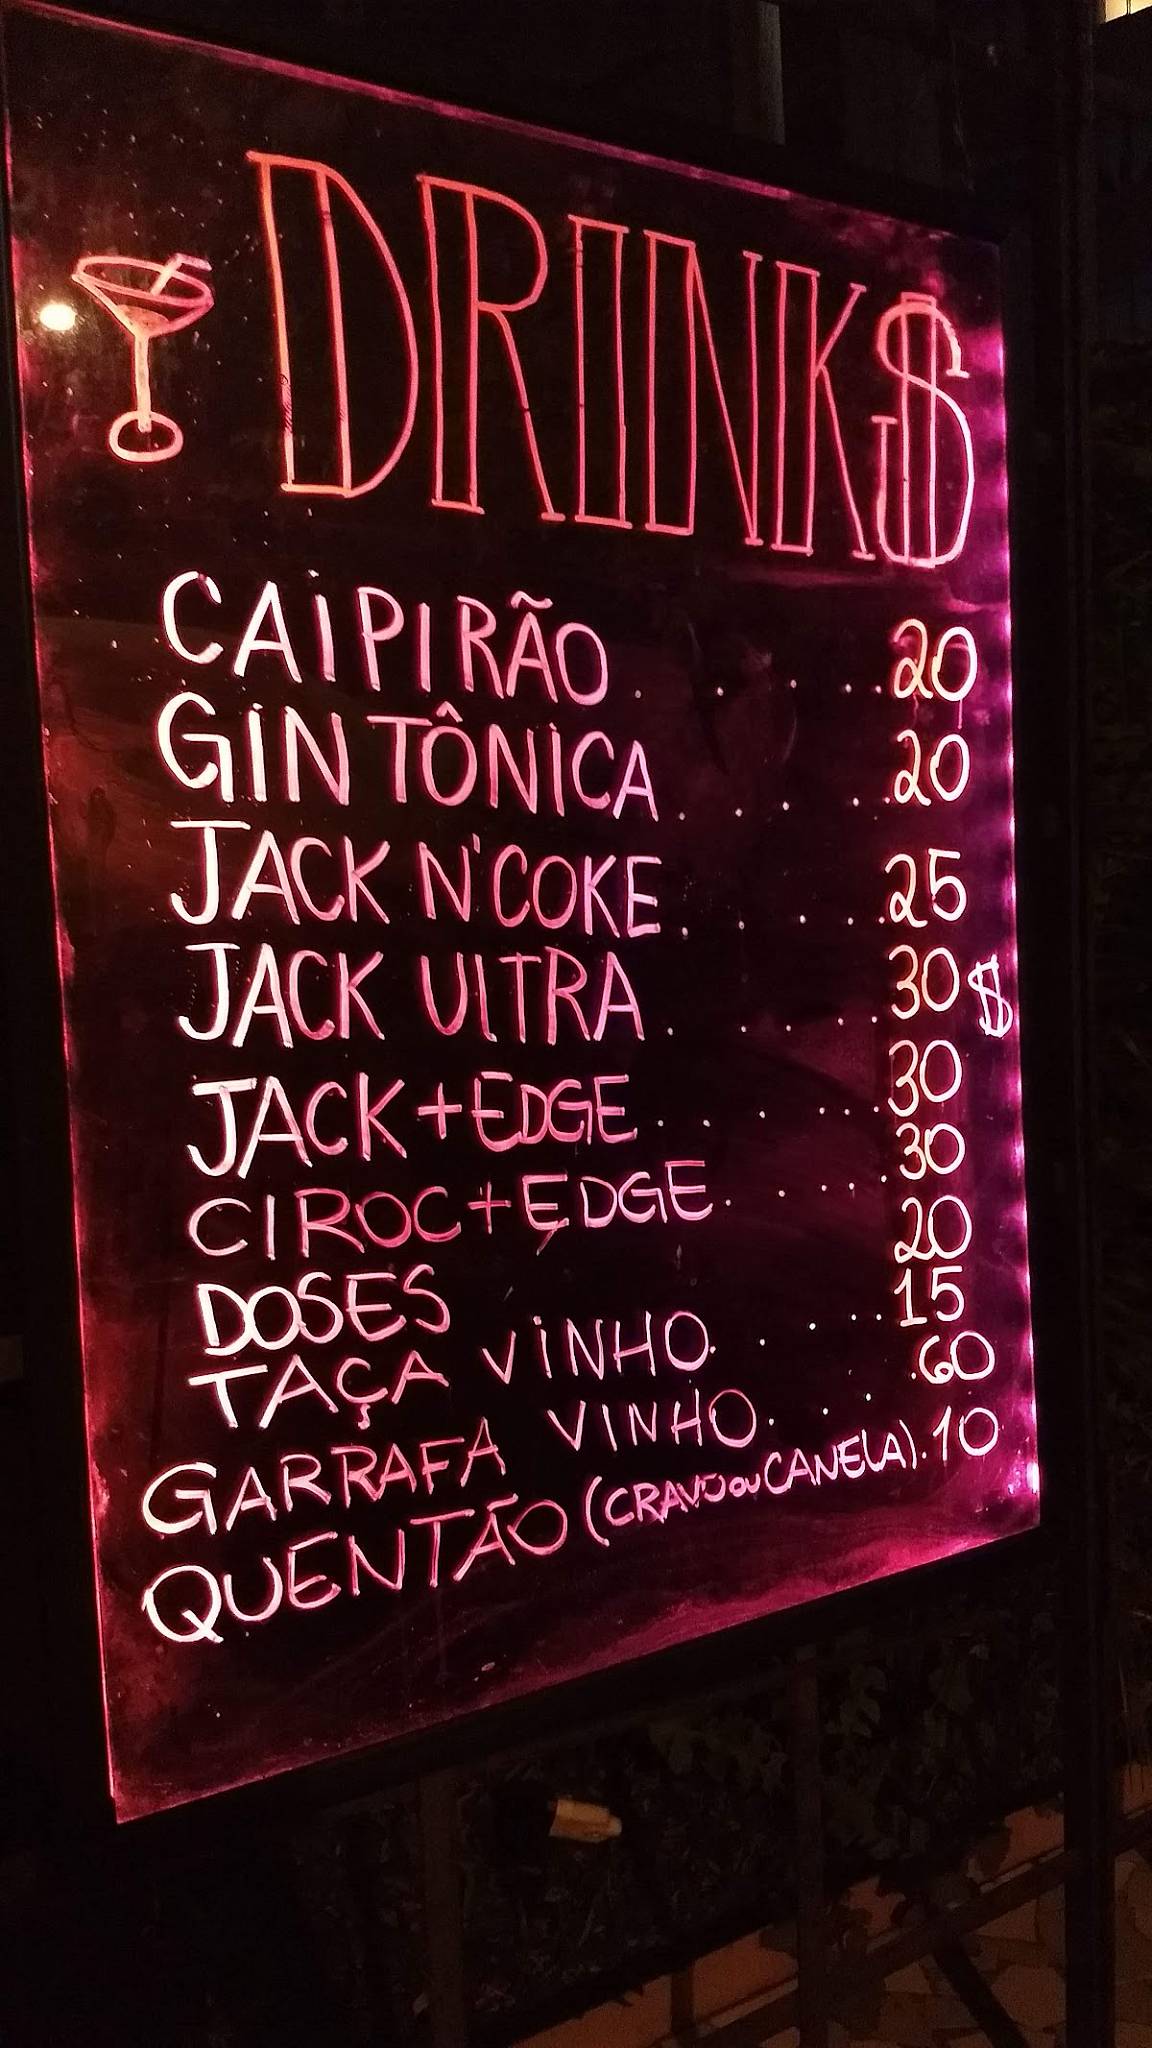 DRINK$
CAIPIRÃO. . . . . . 20
GIN TÔNICA. . . . . 20
JACK N'COKE. . . . . 25
JACK ULTRA. . . . . . 30 $
JACK + EDGE. . . . . . 30
CIROC + EDGE. . . . . . 30
DOSES 20
TAÇA VINHO. . . . . . 15
GARRAFA VINHO. . . . 60
QUENTÃO (CRAVO OU CANELA). 10